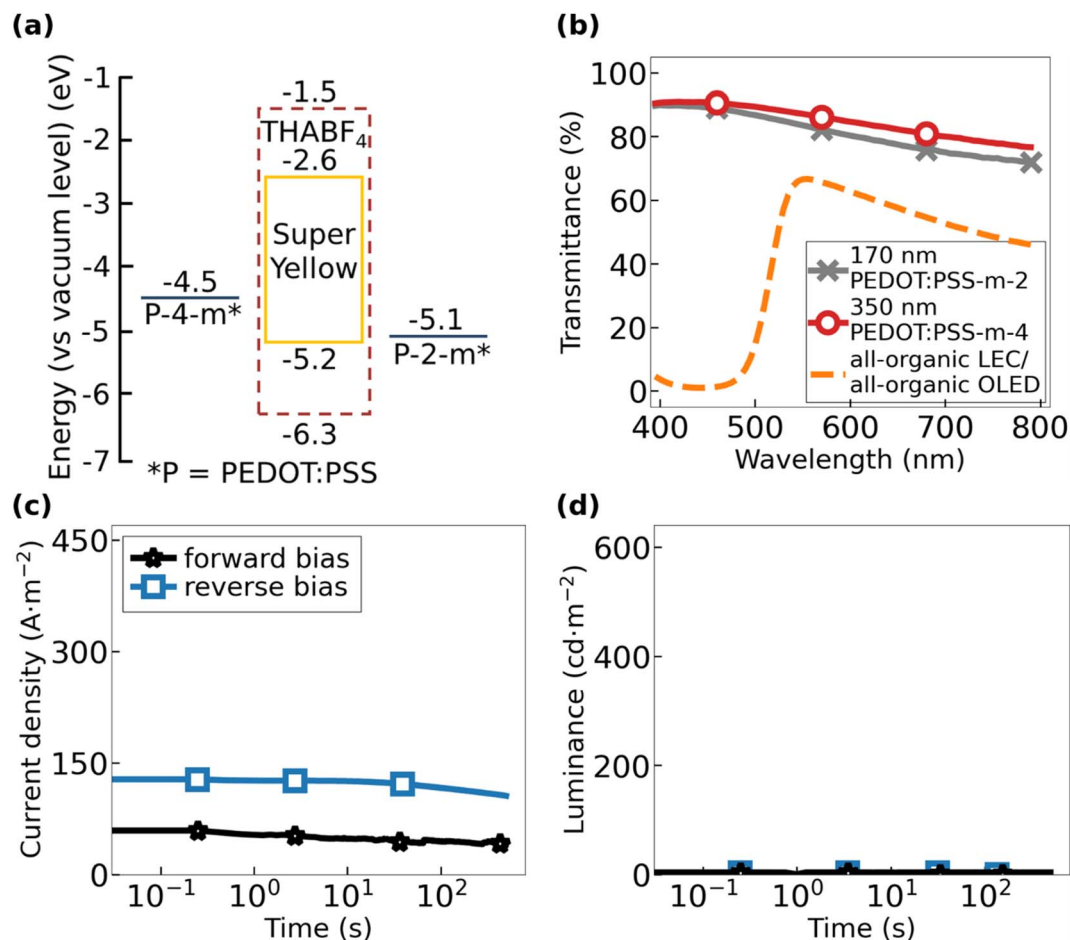 (a)
Energy (vs vacuum level) (eV)
-1
-2
-3
-4
-5
-6
-7
-1.5
THABF₄
-2.6
Super
Yellow
-4.5
P-4-m*
-5.1
P-2-m*
-5.2
-6.3
*P = PEDOT:PSS
(b)
Transmittance (%)
100
80
60
40
20
0
170 nm
PEDOT:PSS-m-2
350 nm
PEDOT:PSS-m-4
all-organic LEC/
all-organic OLED
400 500 600 700 800
Wavelength (nm)
(c)
Current density (A·m⁻²)
450
300
150
0
forward bias
reverse bias
10⁻¹ 10⁰ 10¹ 10²
Time (s)
(d)
Luminance (cd·m⁻²)
600
400
200
0
10⁻¹ 10⁰ 10¹ 10²
Time (s)